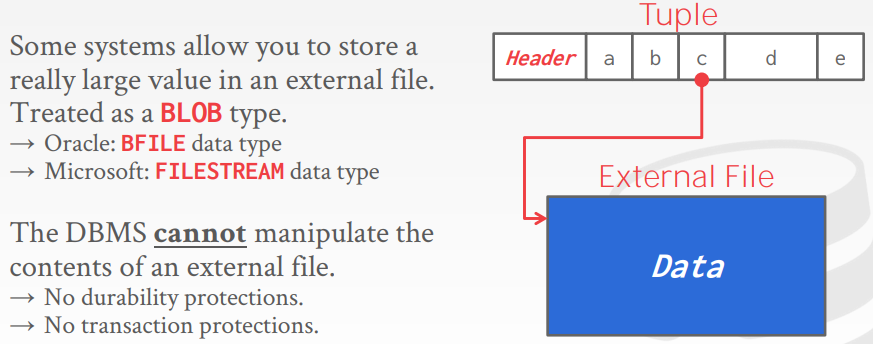 Some systems allow you to store a
really large value in an external file.
Treated as a BLOB type.
→ Oracle: BFILE data type
→ Microsoft: FILESTREAM data type
The DBMS cannot manipulate the
contents of an external file.
→ No durability protections.
→ No transaction protections.
Tuple
Header a b c d e
External File
Data